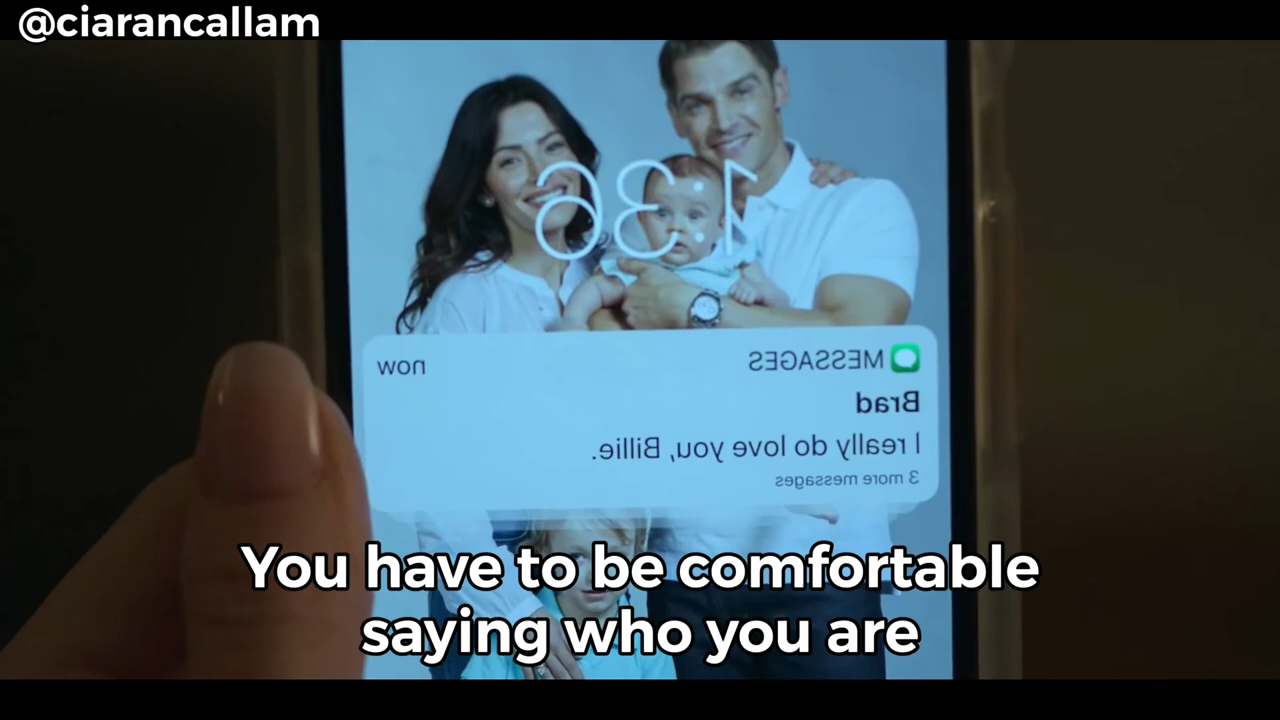 @ciarancallam
1:36
MESSAGES now
Brad
I really do love you, Billie.
3 more messages
You have to be comfortable
saying who you are